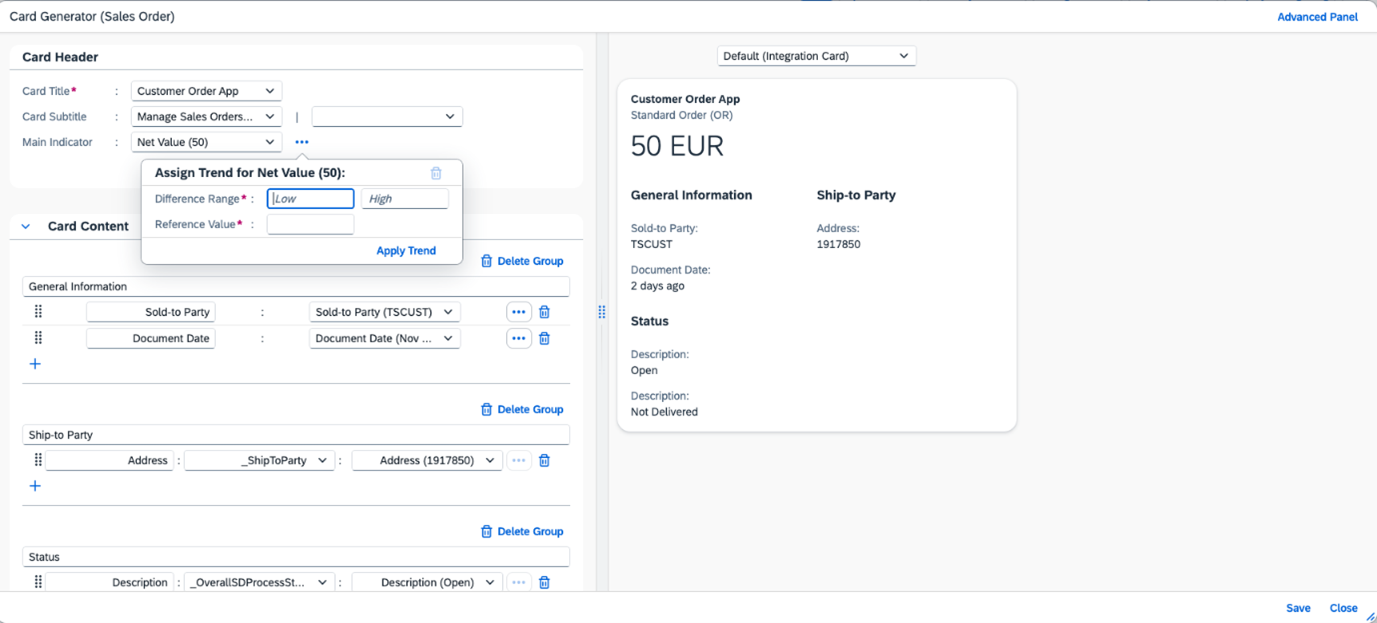 Card Generator (Sales Order)
Advanced Panel
Card Header
Card Title* : Customer Order App
Card Subtitle : Manage Sales Orders... |
Main Indicator : Net Value (50) ...
Assign Trend for Net Value (50):
Difference Range* : Low High
Reference Value* :
Apply Trend
Card Content
Delete Group
General Information
Sold-to Party : Sold-to Party (TSCUST) ...
Document Date : Document Date (Nov ... ...
+
Delete Group
Ship-to Party
Address : _ShipToParty : Address (1917850) ...
+
Delete Group
Status
Description : _OverallSDProcessSt... : Description (Open) ...
Default (Integration Card)
Customer Order App
Standard Order (OR)
50 EUR
General Information
Sold-to Party:
TSCUST
Document Date:
2 days ago
Ship-to Party
Address:
1917850
Status
Description:
Open
Description:
Not Delivered
Save Close